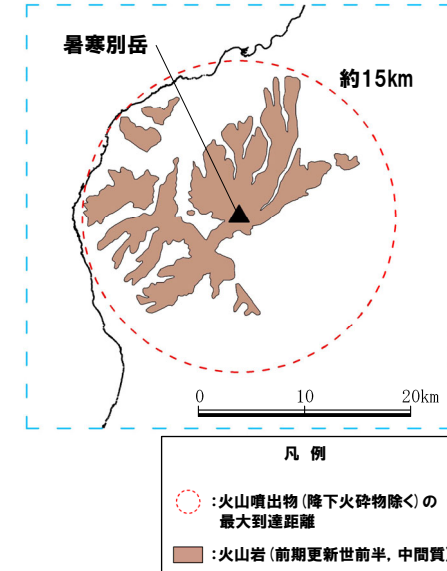 暑寒別岳
約15km
0 10 20km
凡 例
:火山噴出物(降下火砕物除く)の
最大到達距離
:火山岩(前期更新世前半,中間質)